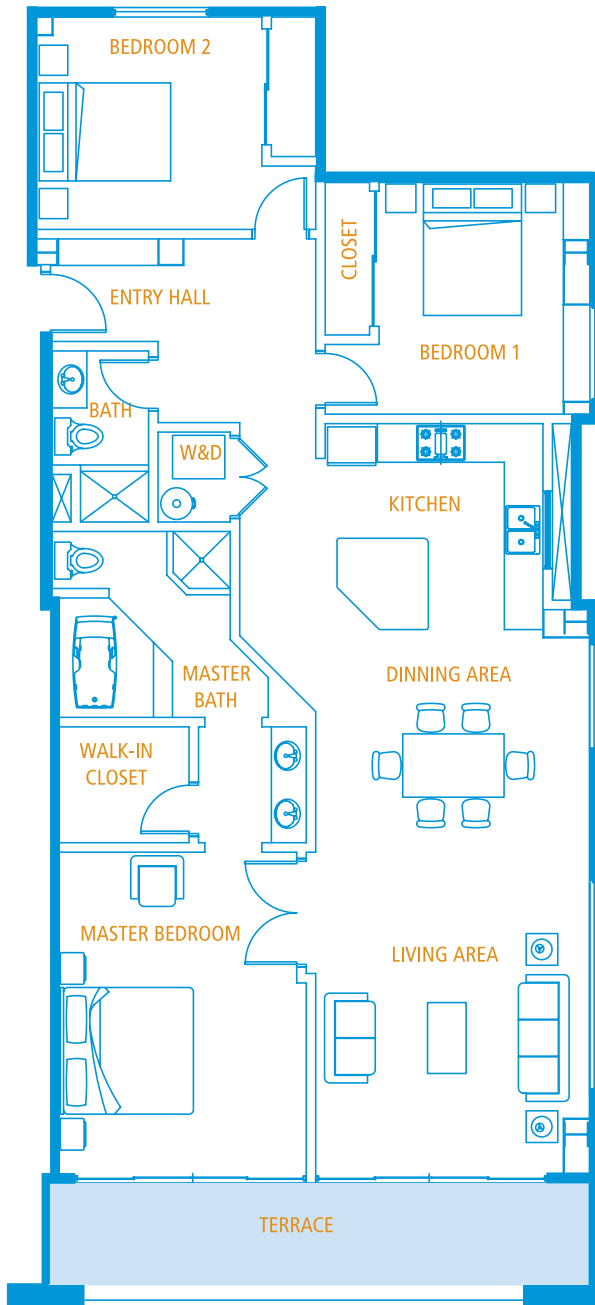 BEDROOM 2
CLOSET
ENTRY HALL
BEDROOM 1
BATH
W&D
KITCHEN
MASTER
BATH
DINNING AREA
WALK-IN
CLOSET
MASTER BEDROOM
LIVING AREA
TERRACE